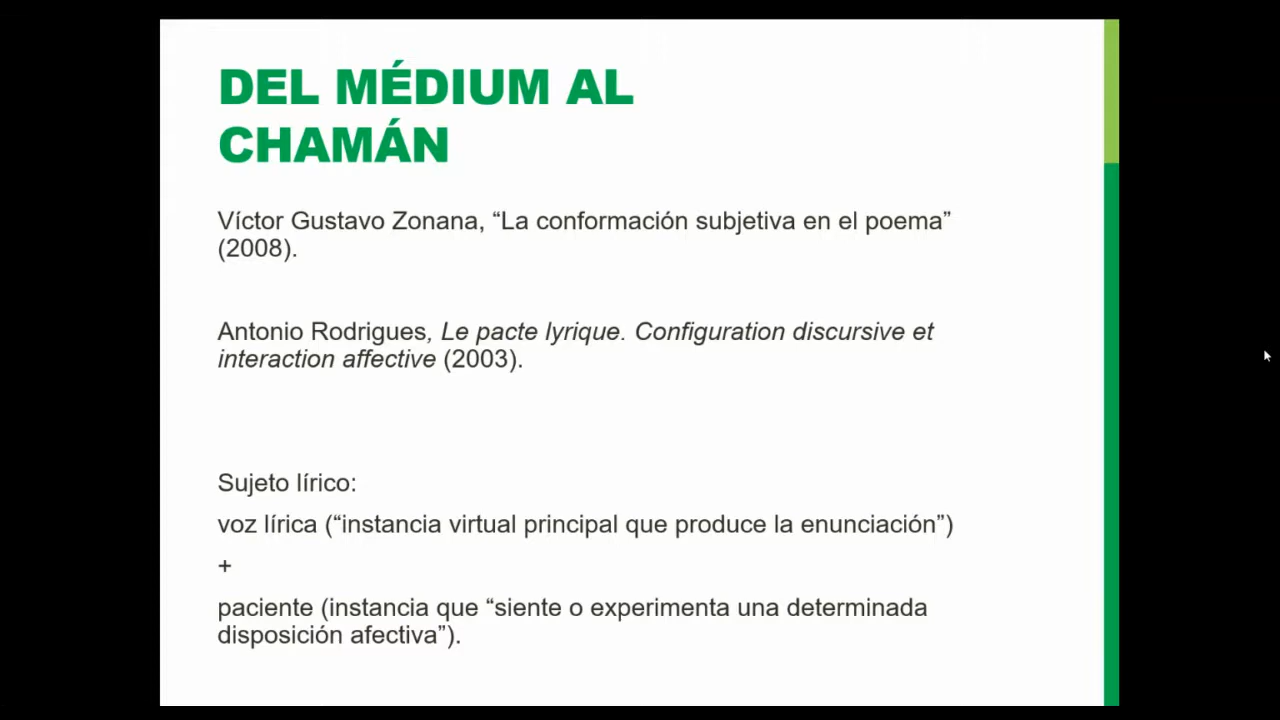 DEL MÉDIUM AL
CHAMÁN
Víctor Gustavo Zonana, “La conformación subjetiva en el poema”
(2008).
Antonio Rodrigues, Le pacte lyrique. Configuration discursive et
interaction affective (2003).
Sujeto lírico:
voz lírica (“instancia virtual principal que produce la enunciación”)
+
paciente (instancia que “siente o experimenta una determinada
disposición afectiva”).